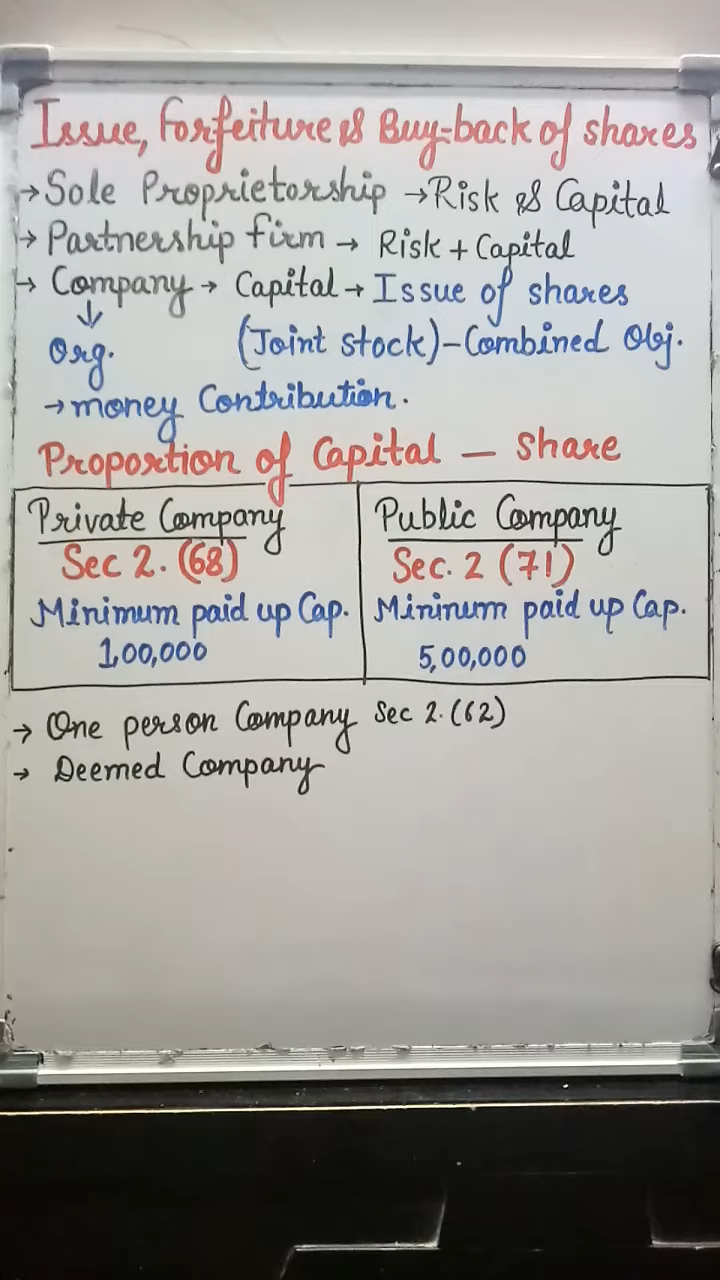 Issue, Forfeiture & Buy-back of shares
→ Sole Proprietorship → Risk & Capital
→ Partnership firm → Risk + Capital
→ Company → Capital → Issue of shares
↓
Org. (Joint stock) - Combined Obj.
→ money Contribution.
Proportion of Capital — Share
Private Company
Sec 2. (68)
Minimum paid up Cap.
1,00,000
Public Company
Sec. 2 (71)
Mininum paid up Cap.
5,00,000
→ One person Company Sec 2. (62)
→ Deemed Company